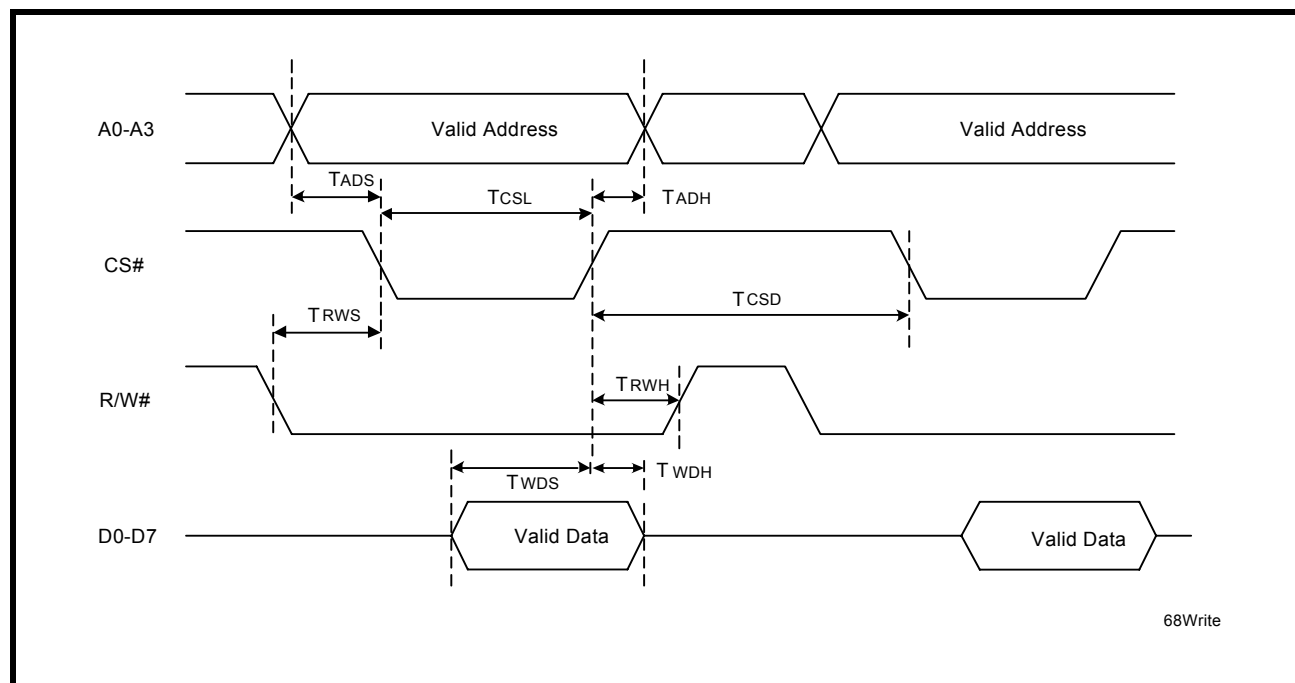 A0-A3
Valid Address
Valid Address
TADS
TCSL
TADH
CS#
TCSD
TRWS
R/W#
TRWH
TWDS
TWDH
D0-D7
Valid Data
Valid Data
68Write